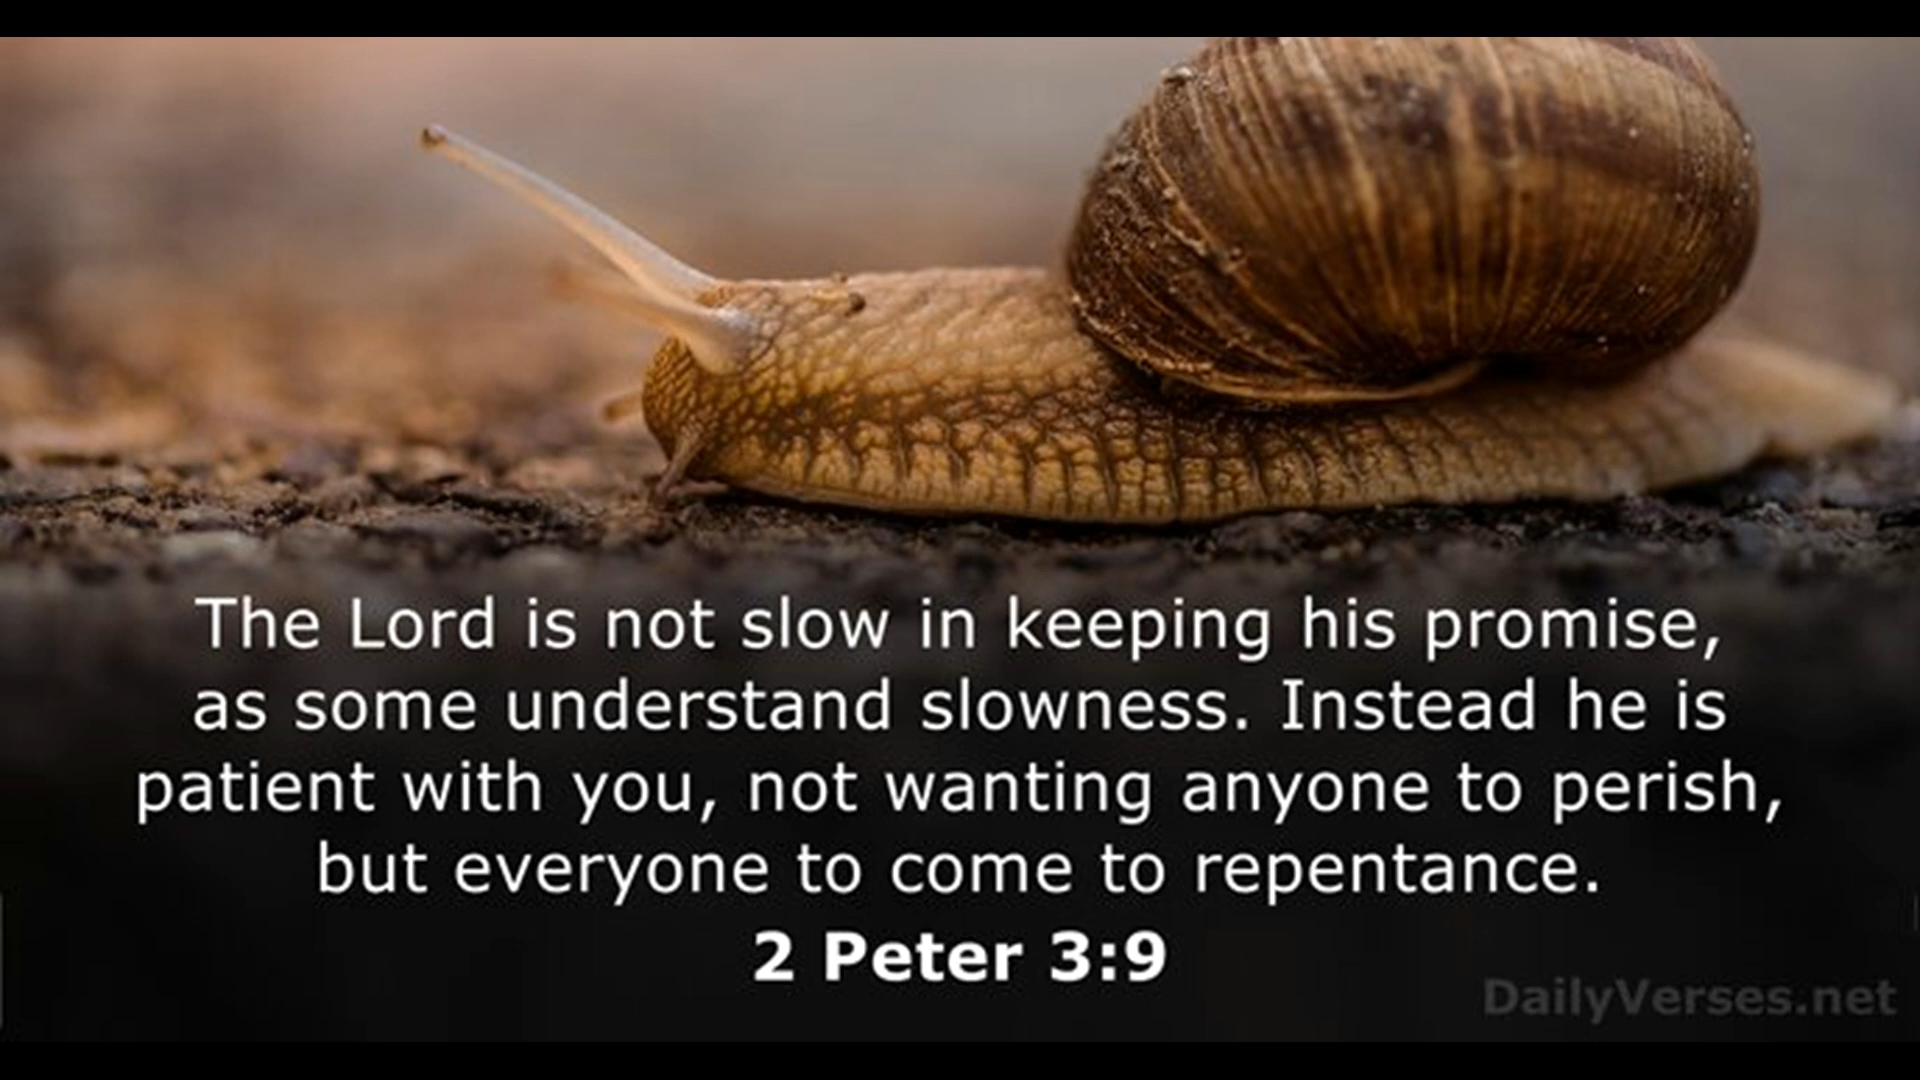 The Lord is not slow in keeping his promise,
as some understand slowness. Instead he is
patient with you, not wanting anyone to perish,
but everyone to come to repentance.
2 Peter 3:9
DailyVerses.net